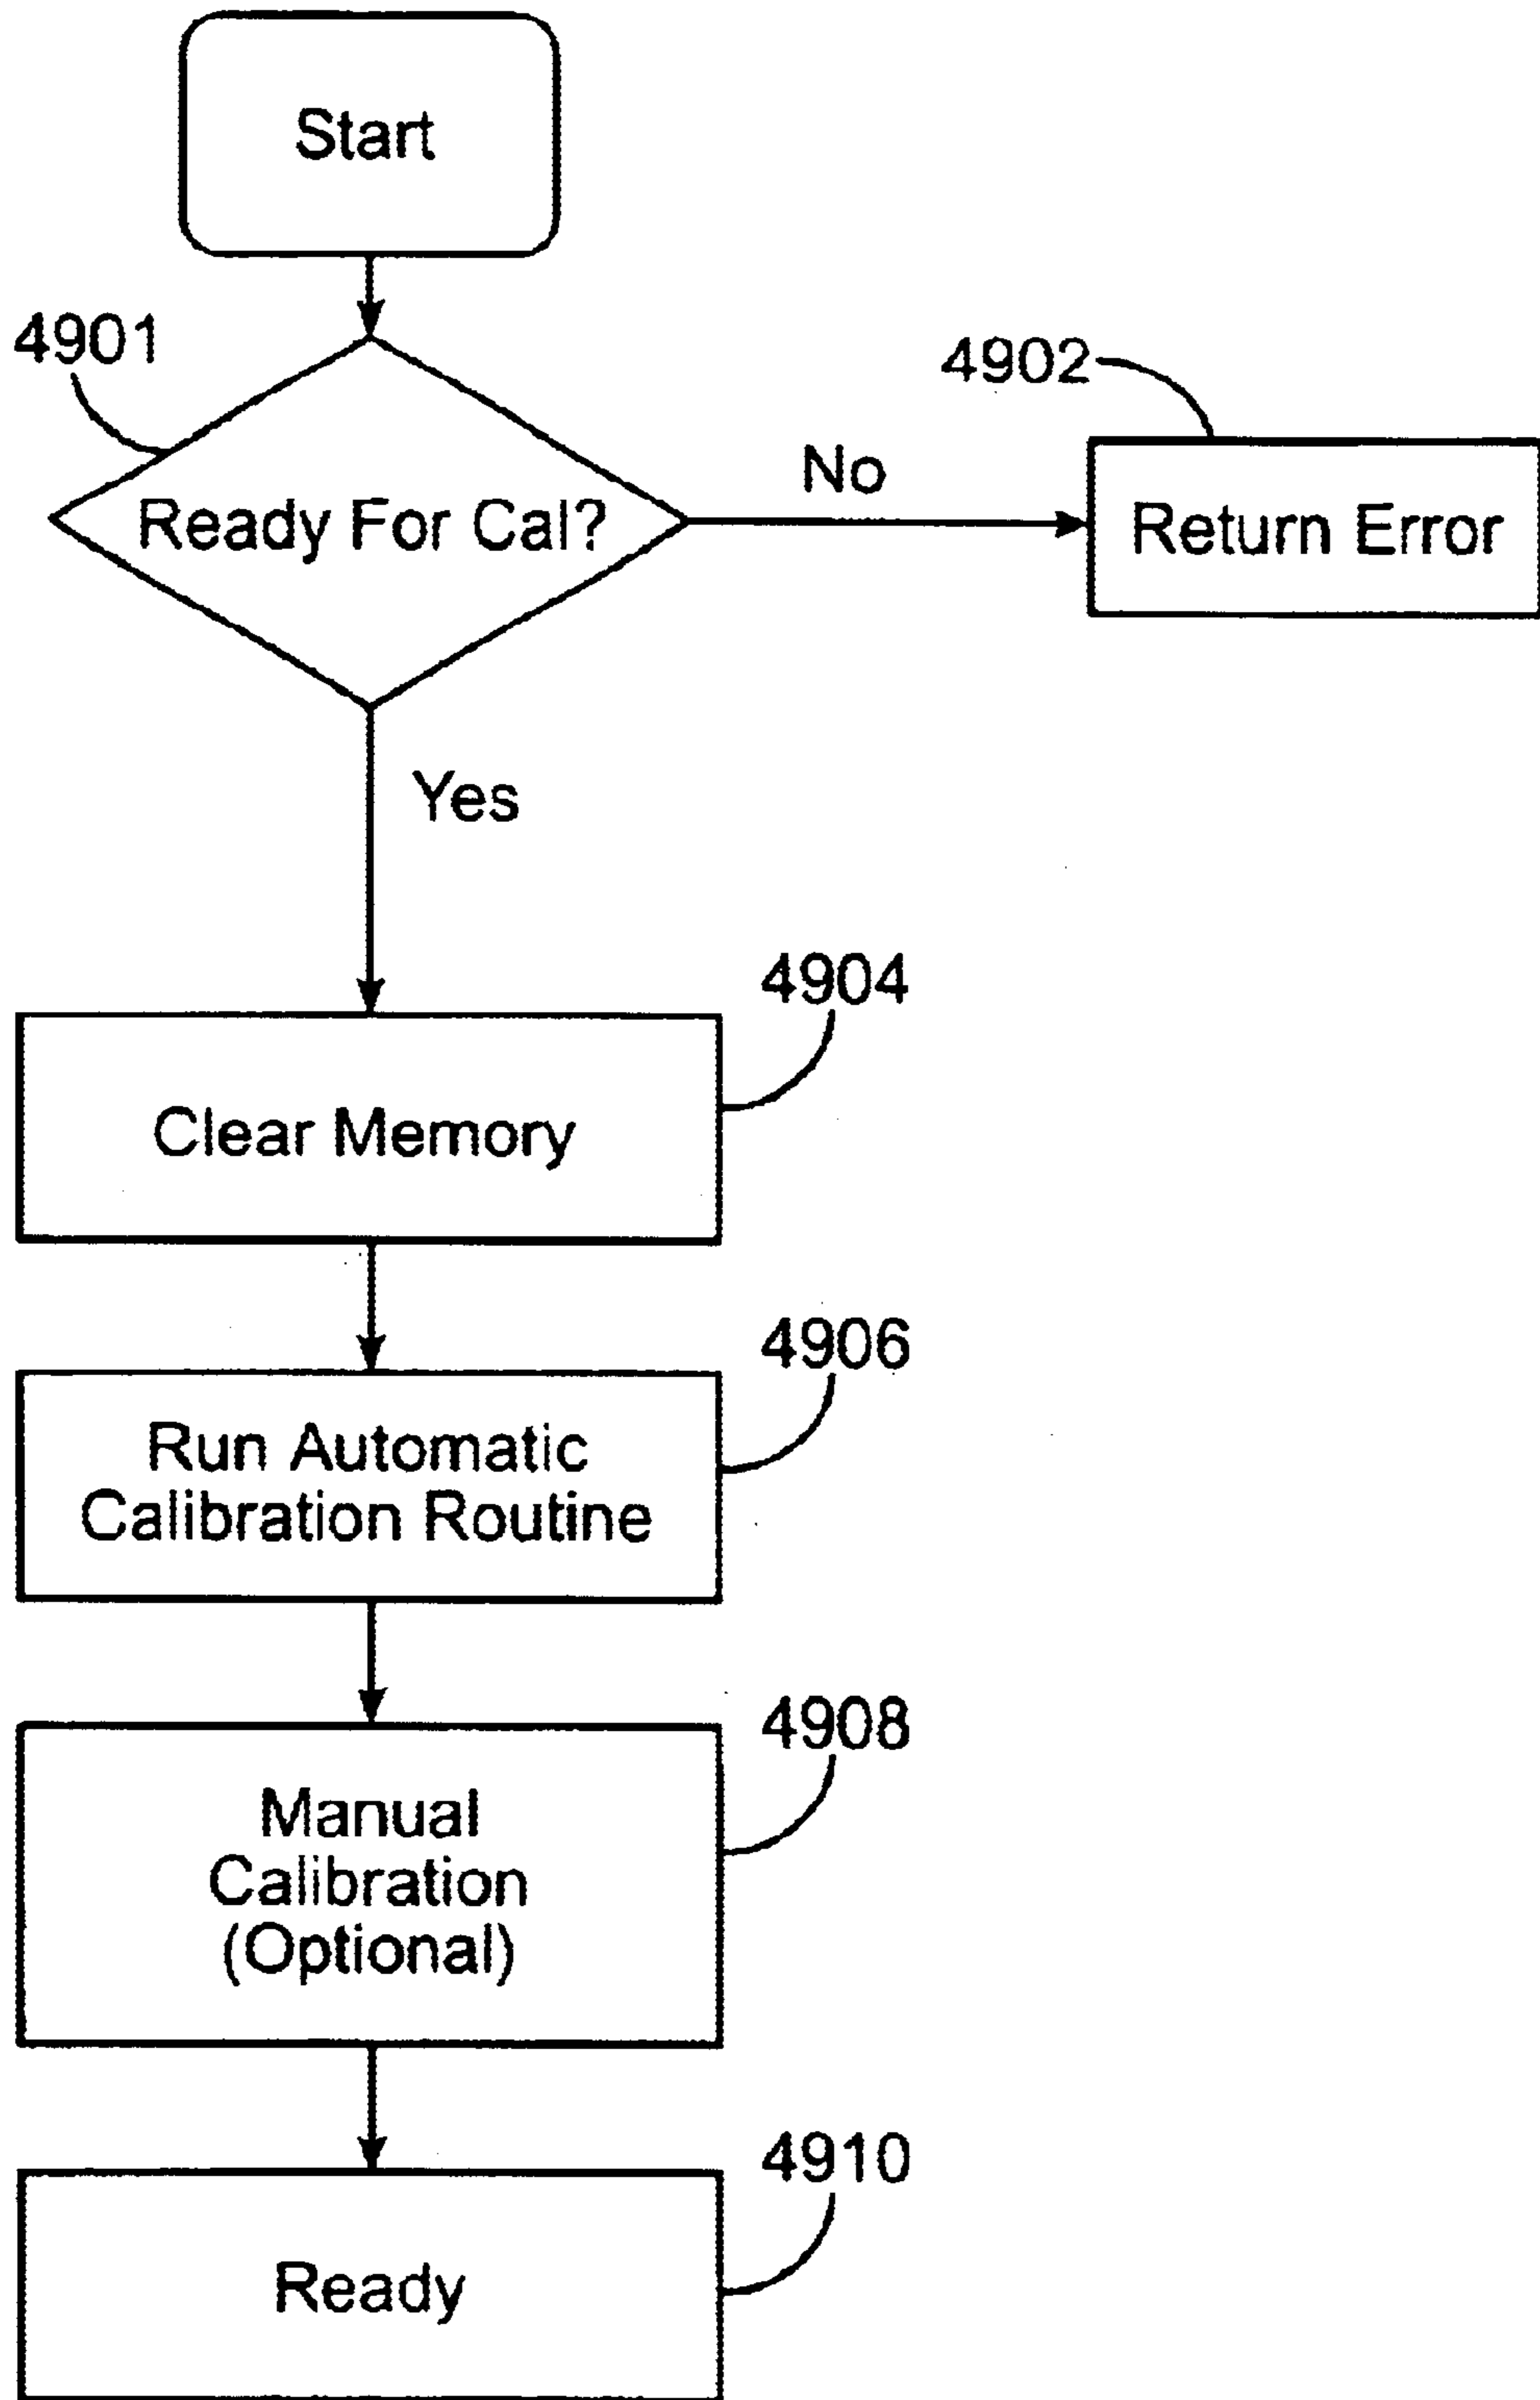 Start
4901
4902
Ready For Cal?
No
Return Error
Yes
4904
Clear Memory
4906
Run Automatic
Calibration Routine
4908
Manual
Calibration
(Optional)
4910
Ready